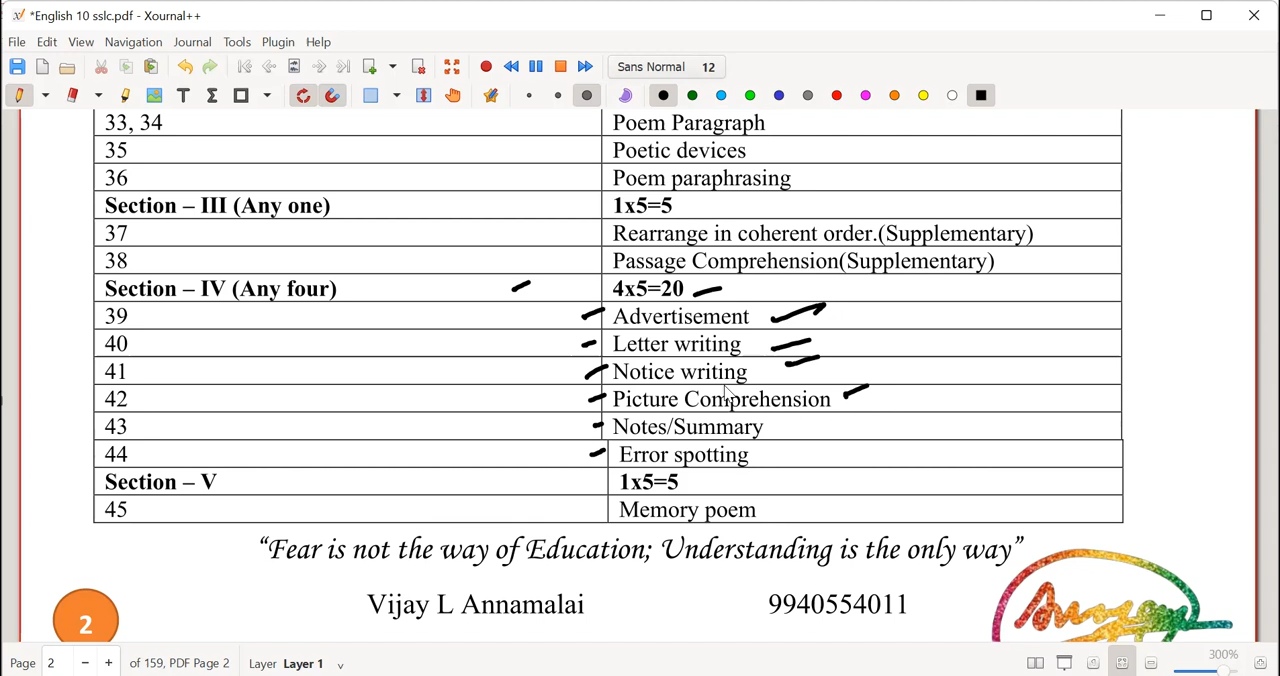 *English 10 sslc.pdf - Xournal++
File Edit View Navigation Journal Tools Plugin Help
Sans Normal 12
33, 34 Poem Paragraph
35 Poetic devices
36 Poem paraphrasing
Section – III (Any one) 1x5=5
37 Rearrange in coherent order.(Supplementary)
38 Passage Comprehension(Supplementary)
Section – IV (Any four) 4x5=20
39 Advertisement
40 Letter writing
41 Notice writing
42 Picture Comprehension
43 Notes/Summary
44 Error spotting
Section – V 1x5=5
45 Memory poem
“Fear is not the way of Education; Understanding is the only way”
Vijay L Annamalai 9940554011
2
Page 2 - + of 159, PDF Page 2 Layer Layer 1 300%